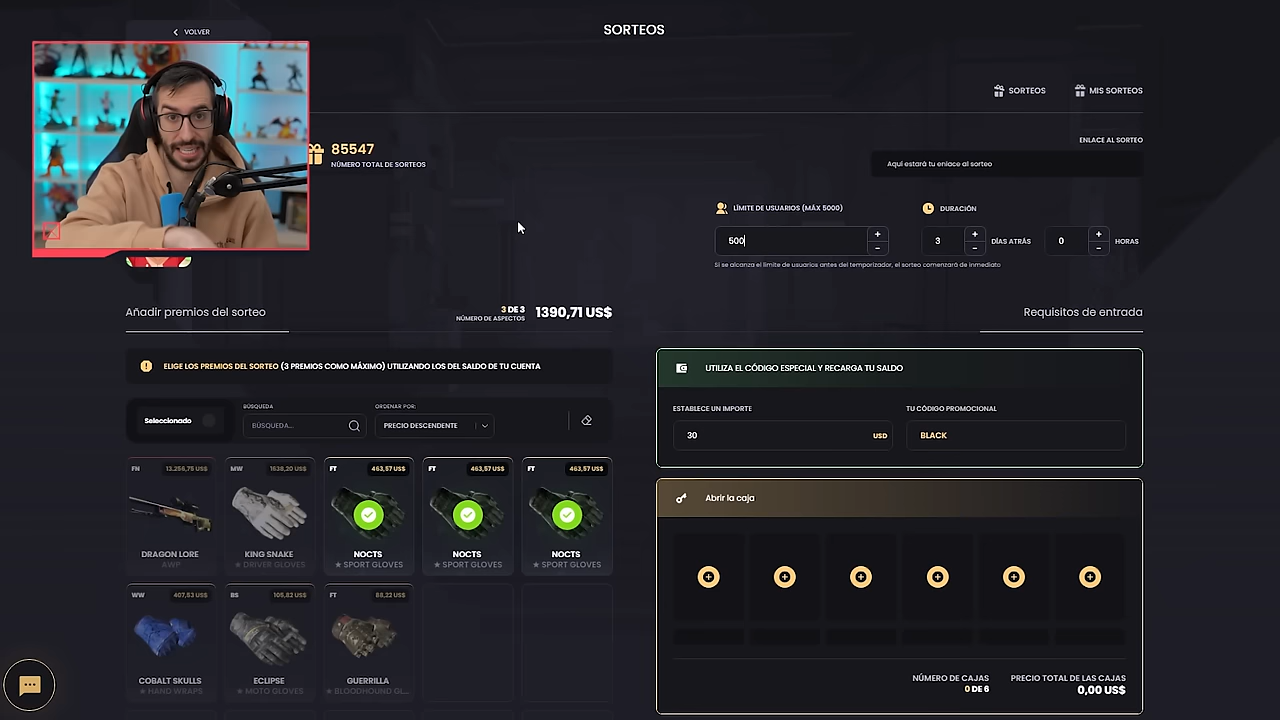 VOLVER
SORTEOS
SORTEOS
MIS SORTEOS
85547
NÚMERO TOTAL DE SORTEOS
ENLACE AL SORTEO
Aquí estará tu enlace al sorteo
LÍMITE DE USUARIOS (MÁX 5000)
DURACIÓN
500
+
-
3
+
-
DÍAS ATRÁS
0
+
-
HORAS
Si se alcanza el límite de usuarios antes del temporizador, el sorteo comenzará de inmediato
Añadir premios del sorteo
3 DE 3
NÚMERO DE ASPECTOS
1390,71 US$
Requisitos de entrada
ELIGE LOS PREMIOS DEL SORTEO (3 PREMIOS COMO MÁXIMO) UTILIZANDO LOS DEL SALDO DE TU CUENTA
Seleccionado
BÚSQUEDA
BÚSQUEDA...
ORDENAR POR:
PRECIO DESCENDENTE
UTILIZA EL CÓDIGO ESPECIAL Y RECARGA TU SALDO
ESTABLECE UN IMPORTE
30
USD
TU CÓDIGO PROMOCIONAL
BLACK
FN 13.256,75 US$
DRAGON LORE
AWP
MW 1638,20 US$
KING SNAKE
★ DRIVER GLOVES
FT 463,57 US$
NOCTS
★ SPORT GLOVES
FT 463,57 US$
NOCTS
★ SPORT GLOVES
FT 463,57 US$
NOCTS
★ SPORT GLOVES
WW 407,53 US$
COBALT SKULLS
★ HAND WRAPS
BS 105,82 US$
ECLIPSE
★ MOTO GLOVES
FT 88,22 US$
GUERRILLA
★ BLOODHOUND GL...
Abrir la caja
NÚMERO DE CAJAS
0 DE 6
PRECIO TOTAL DE LAS CAJAS
0,00 US$